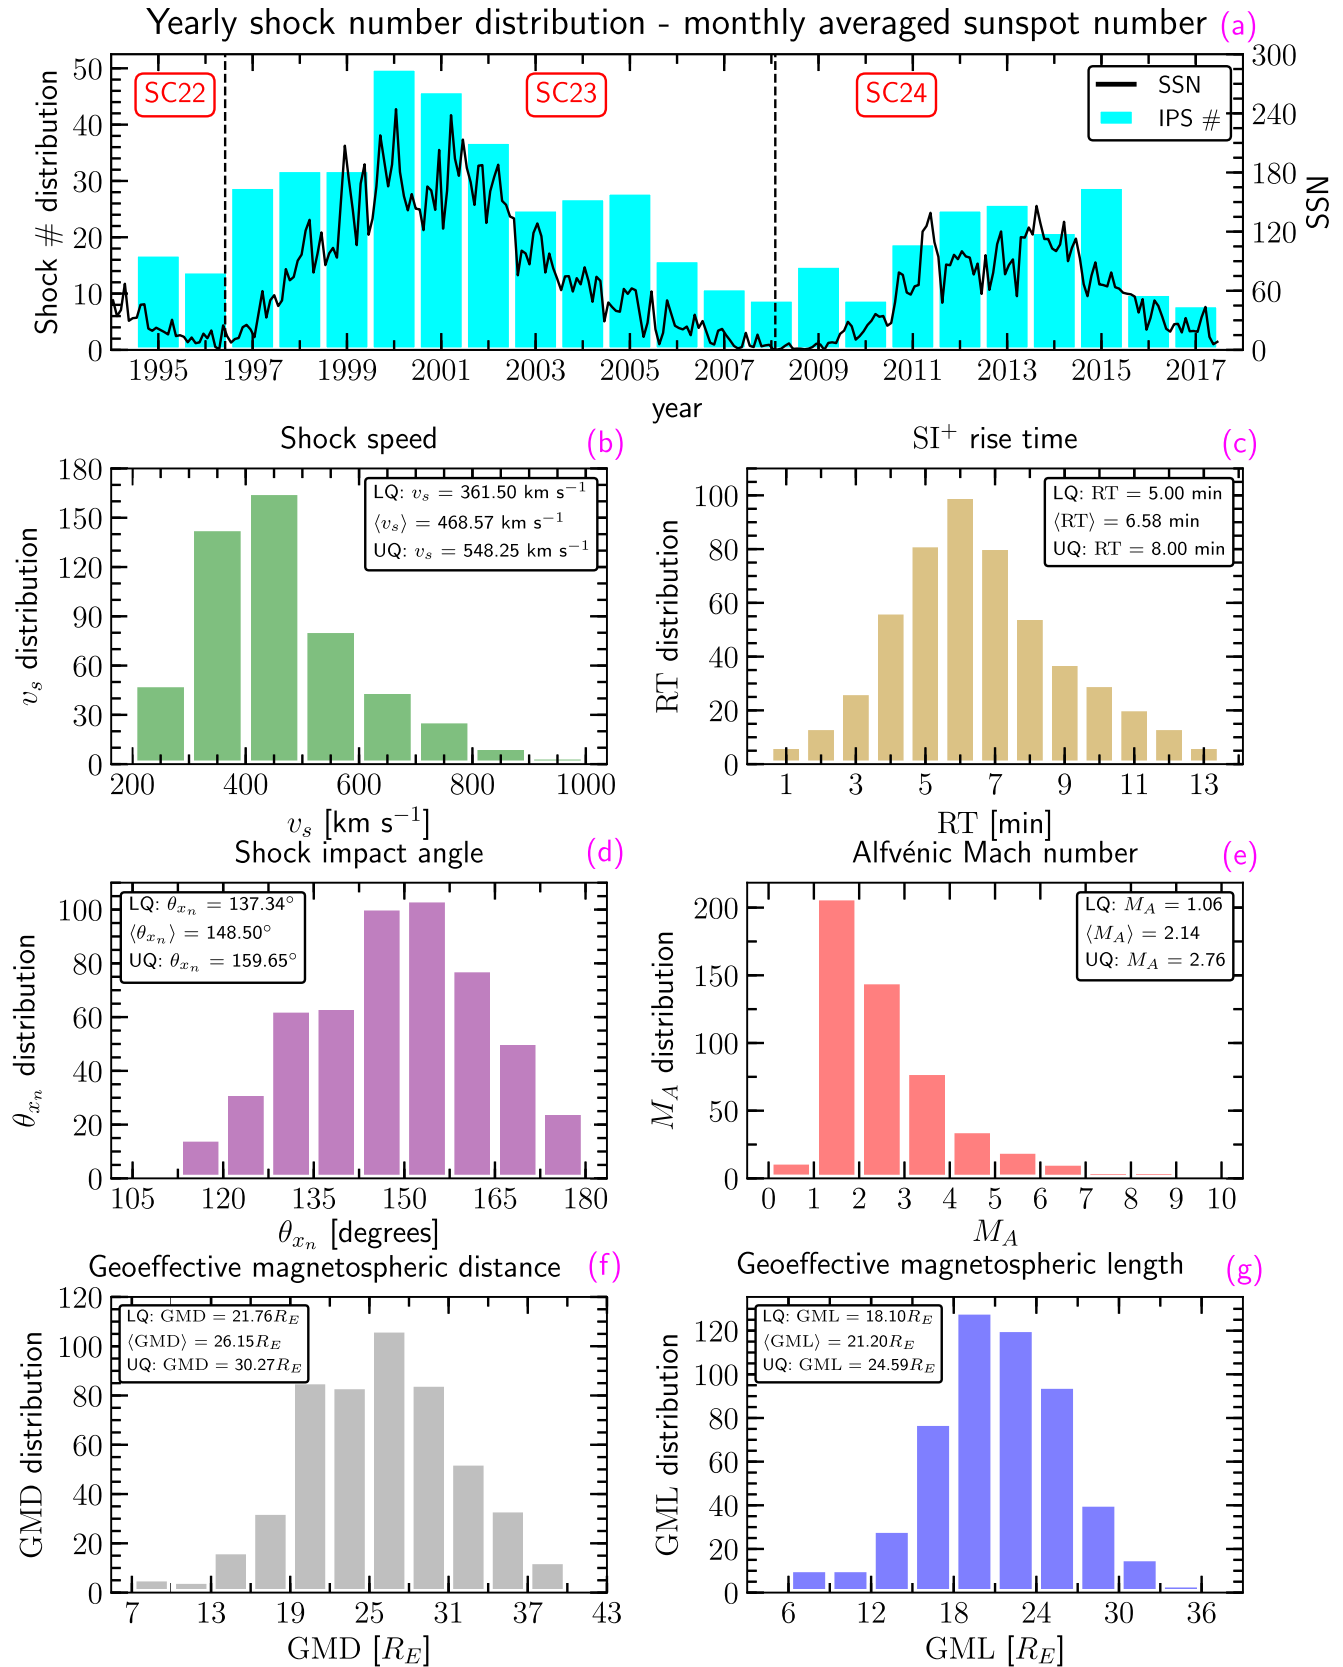 Yearly shock number distribution - monthly averaged sunspot number (a)
Shock # distribution
50
40
30
20
10
0
SC22
SC23
SC24
SSN
IPS #
300
240
180
120
60
0
SSN
1995 1997 1999 2001 2003 2005 2007 2009 2011 2013 2015 2017
year
Shock speed (b)
v_s distribution
180
150
120
90
60
30
0
LQ: v_s = 361.50 km s⁻¹
⟨v_s⟩ = 468.57 km s⁻¹
UQ: v_s = 548.25 km s⁻¹
200 400 600 800 1000
v_s [km s⁻¹]
SI⁺ rise time (c)
RT distribution
100
80
60
40
20
0
LQ: RT = 5.00 min
⟨RT⟩ = 6.58 min
UQ: RT = 8.00 min
1 3 5 7 9 11 13
RT [min]
Shock impact angle (d)
θ_{x_n} distribution
100
80
60
40
20
0
LQ: θ_{x_n} = 137.34°
⟨θ_{x_n}⟩ = 148.50°
UQ: θ_{x_n} = 159.65°
105 120 135 150 165 180
θ_{x_n} [degrees]
Alfvénic Mach number (e)
M_A distribution
200
150
100
50
0
LQ: M_A = 1.06
⟨M_A⟩ = 2.14
UQ: M_A = 2.76
0 1 2 3 4 5 6 7 8 9 10
M_A
Geoeffective magnetospheric distance (f)
GMD distribution
120
100
80
60
40
20
0
LQ: GMD = 21.76R_E
⟨GMD⟩ = 26.15R_E
UQ: GMD = 30.27R_E
7 13 19 25 31 37 43
GMD [R_E]
Geoeffective magnetospheric length (g)
GML distribution
120
100
80
60
40
20
0
LQ: GML = 18.10R_E
⟨GML⟩ = 21.20R_E
UQ: GML = 24.59R_E
6 12 18 24 30 36
GML [R_E]